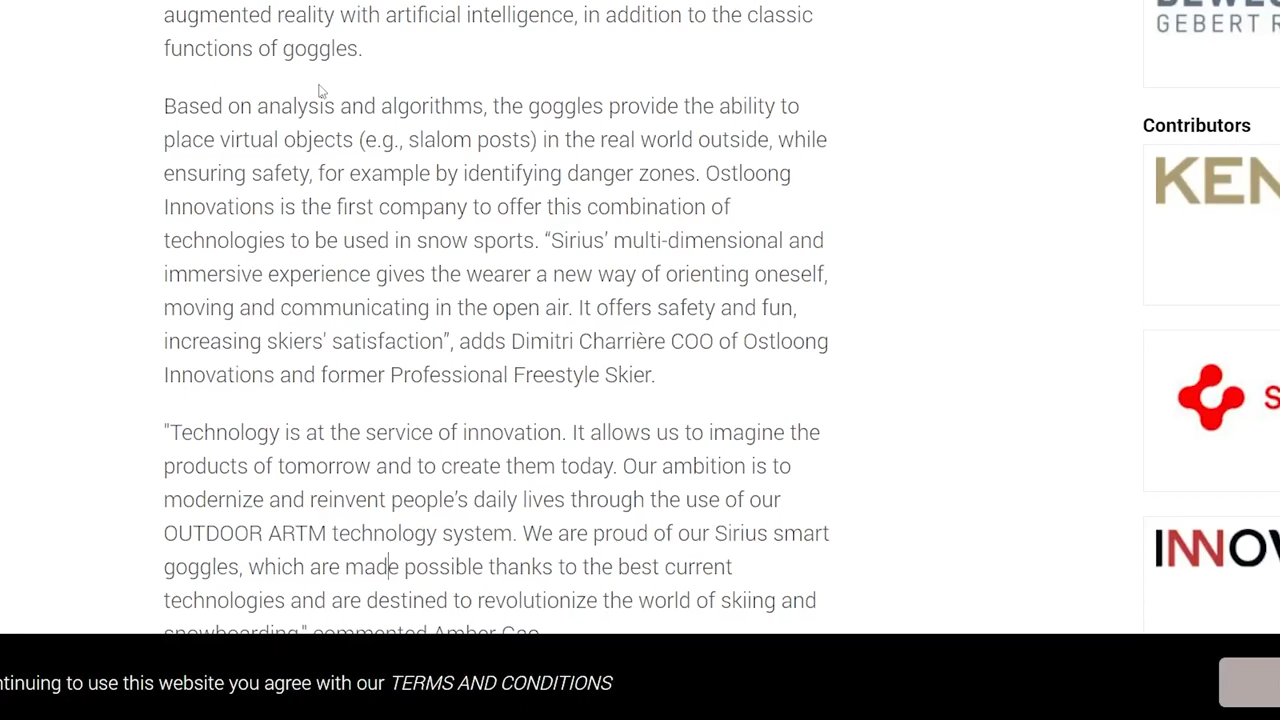 augmented reality with artificial intelligence, in addition to the classic
functions of goggles.
Based on analysis and algorithms, the goggles provide the ability to
place virtual objects (e.g., slalom posts) in the real world outside, while
ensuring safety, for example by identifying danger zones. Ostloong
Innovations is the first company to offer this combination of
technologies to be used in snow sports. “Sirius’ multi-dimensional and
immersive experience gives the wearer a new way of orienting oneself,
moving and communicating in the open air. It offers safety and fun,
increasing skiers' satisfaction”, adds Dimitri Charrière COO of Ostloong
Innovations and former Professional Freestyle Skier.
"Technology is at the service of innovation. It allows us to imagine the
products of tomorrow and to create them today. Our ambition is to
modernize and reinvent people’s daily lives through the use of our
OUTDOOR ARTM technology system. We are proud of our Sirius smart
goggles, which are made possible thanks to the best current
technologies and are destined to revolutionize the world of skiing and
snowboarding," commented Amber Gao.
GEBERT R
Contributors
KEN
S
INNOV
ntinuing to use this website you agree with our TERMS AND CONDITIONS